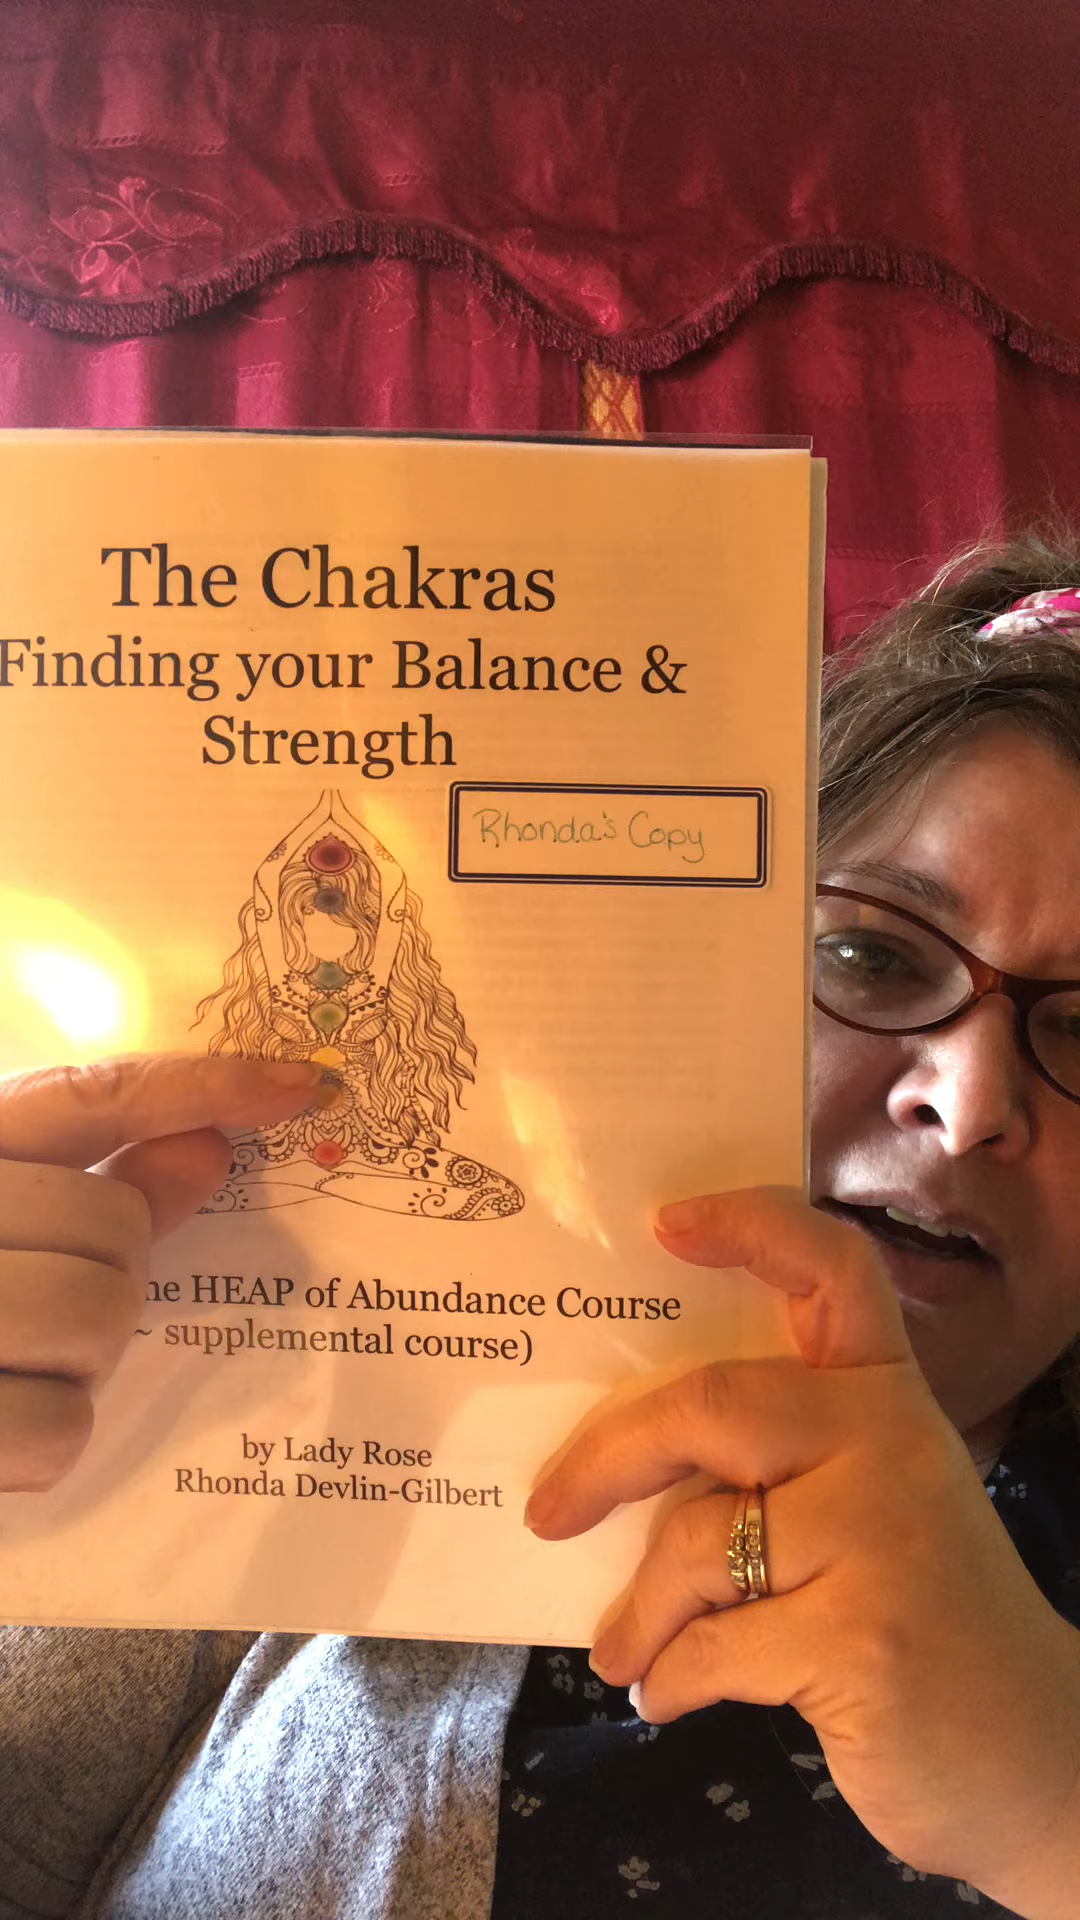 The Chakras
Finding your Balance &
Strength
Rhonda's Copy
HEAP of Abundance Course
~ supplemental course)
by Lady Rose
Rhonda Devlin-Gilbert